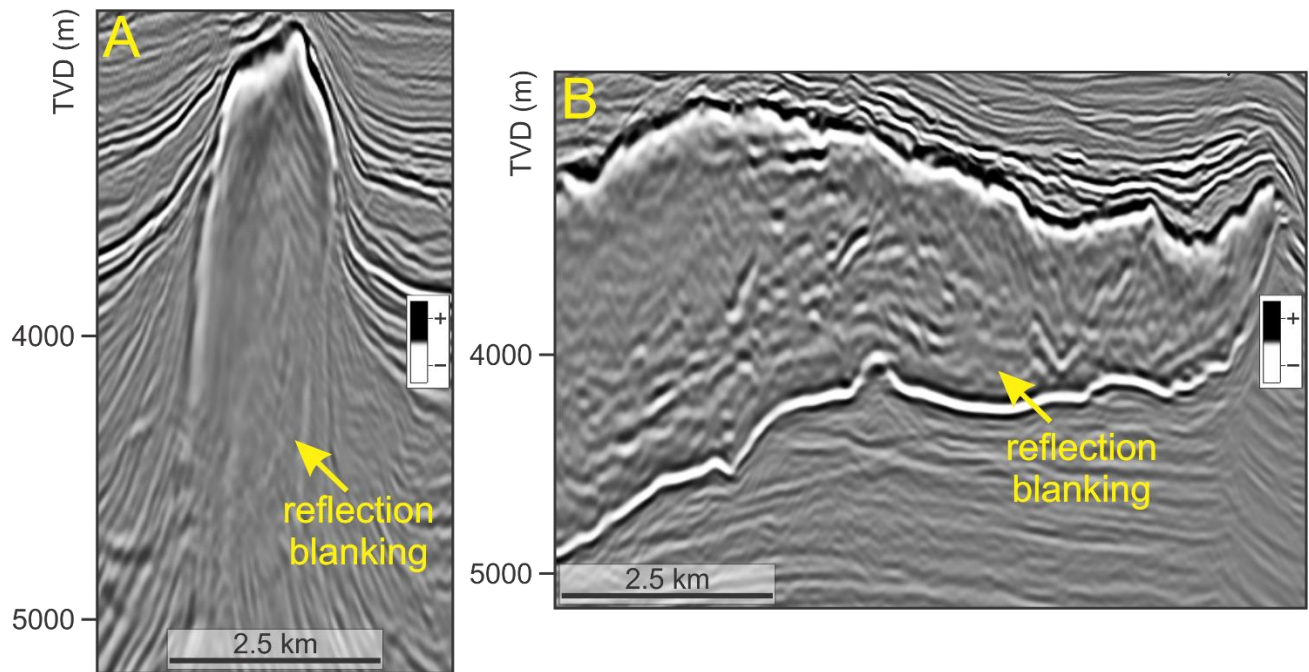 A
TVD (m)
4000
5000
+
−
reflection
blanking
2.5 km
B
TVD (m)
4000
5000
+
−
reflection
blanking
2.5 km